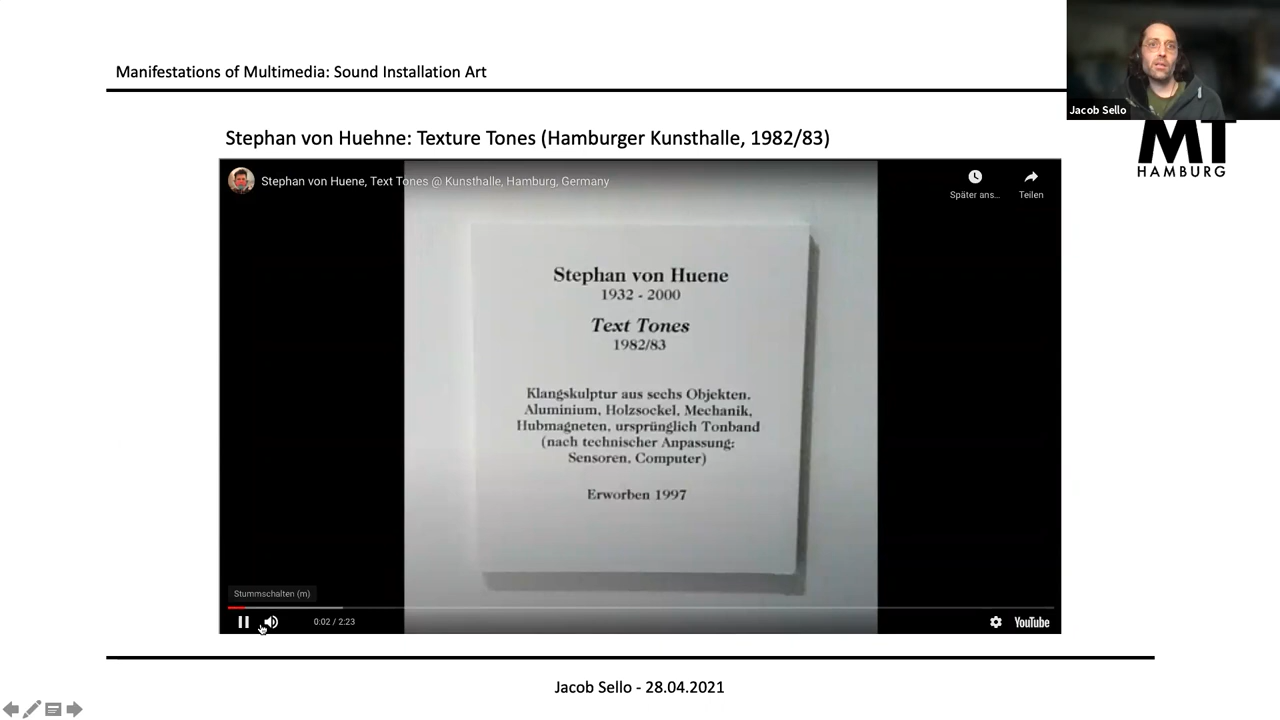 Manifestations of Multimedia: Sound Installation Art
Jacob Sello
MT
HAMBURG
Stephan von Huehne: Texture Tones (Hamburger Kunsthalle, 1982/83)
Stephan von Huene, Text Tones @ Kunsthalle, Hamburg, Germany
Später ans...
Teilen
Stephan von Huene
1932 - 2000
Text Tones
1982/83
Klangskulptur aus sechs Objekten.
Aluminium, Holzsockel, Mechanik,
Hubmagneten, ursprünglich Tonband
(nach technischer Anpassung:
Sensoren, Computer)
Erworben 1997
Stummschalten (m)
0:02 / 2:23
YouTube
Jacob Sello - 28.04.2021